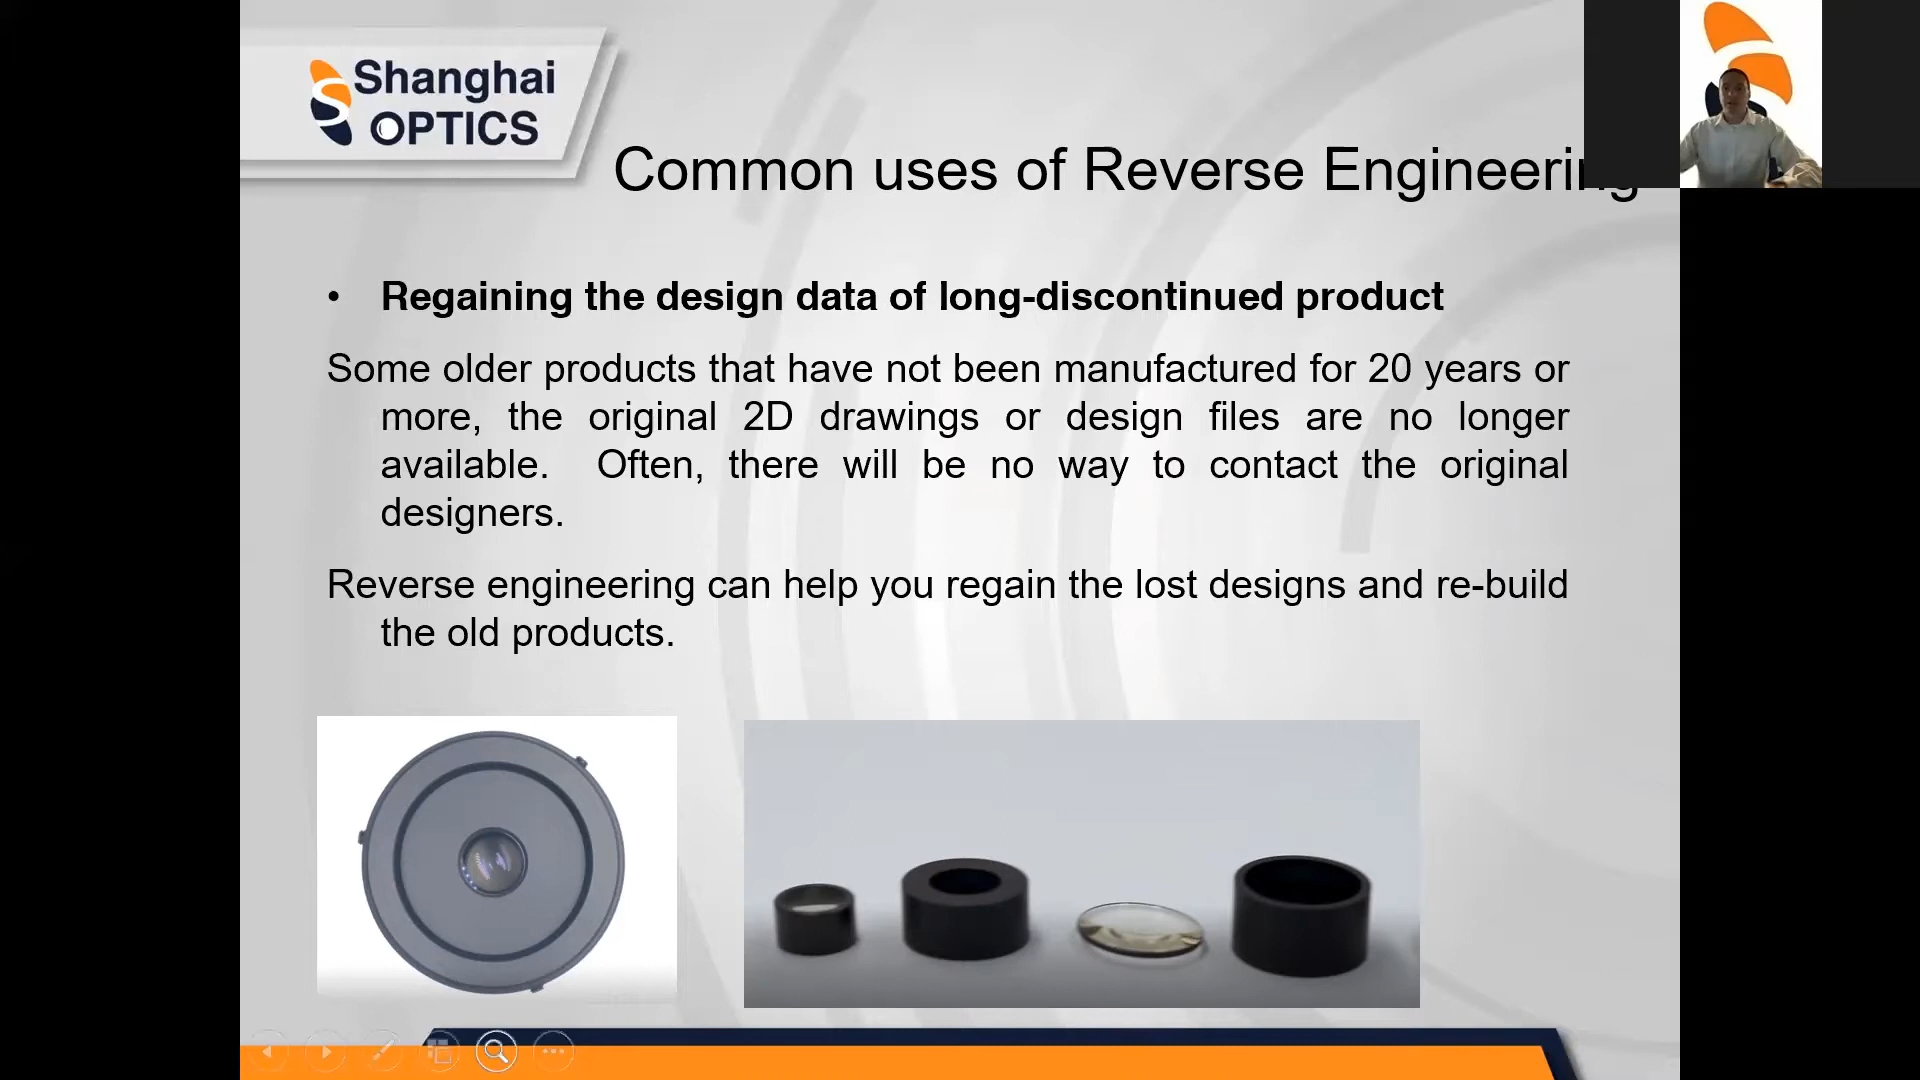 Shanghai
OPTICS
Common uses of Reverse Engineering
• Regaining the design data of long-discontinued product
Some older products that have not been manufactured for 20 years or
more, the original 2D drawings or design files are no longer
available. Often, there will be no way to contact the original
designers.
Reverse engineering can help you regain the lost designs and re-build
the old products.